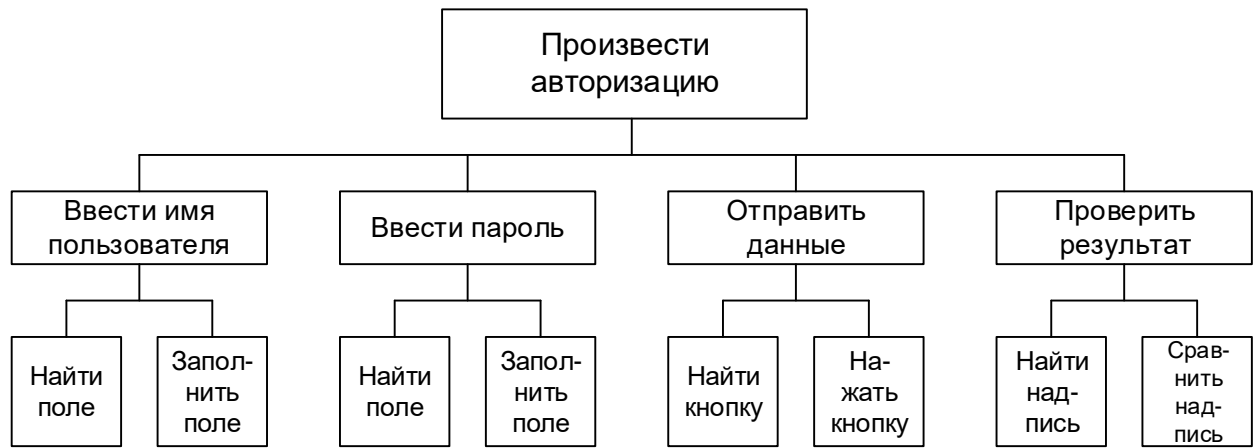 Произвести
авторизацию
Ввести имя
пользователя
Ввести пароль
Отправить
данные
Проверить
результат
Найти
поле
Запол-
нить
поле
Найти
поле
Запол-
нить
поле
Найти
кнопку
На-
жать
кнопку
Найти
над-
пись
Срав-
нить
над-
пись